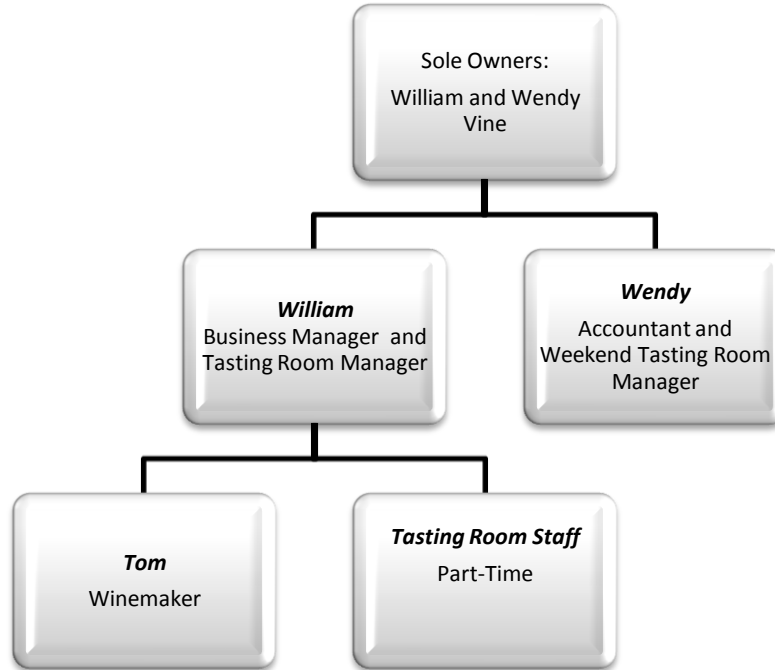 Sole Owners:
William and Wendy
Vine
William
Business Manager and
Tasting Room Manager
Wendy
Accountant and
Weekend Tasting Room
Manager
Tom
Winemaker
Tasting Room Staff
Part-Time